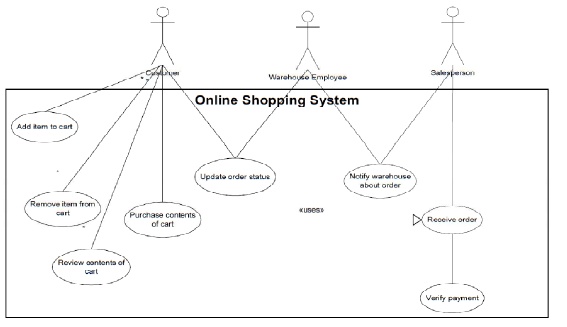 Customer
Warehouse Employee
Salesperson
Online Shopping System
Add item to cart
Update order status
Notify warehouse
about order
Remove item from
cart
Purchase contents
of cart
«uses»
Receive order
Review contents of
cart
Verify payment